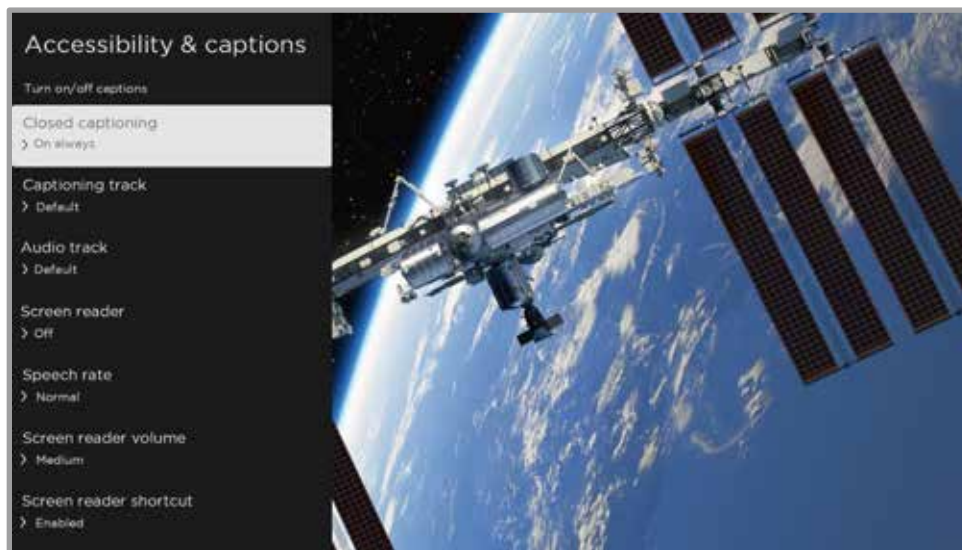 Accessibility & captions
Turn on/off captions
Closed captioning
On always
Captioning track
Default
Audio track
Default
Screen reader
Off
Speech rate
Normal
Screen reader volume
Medium
Screen reader shortcut
Enabled